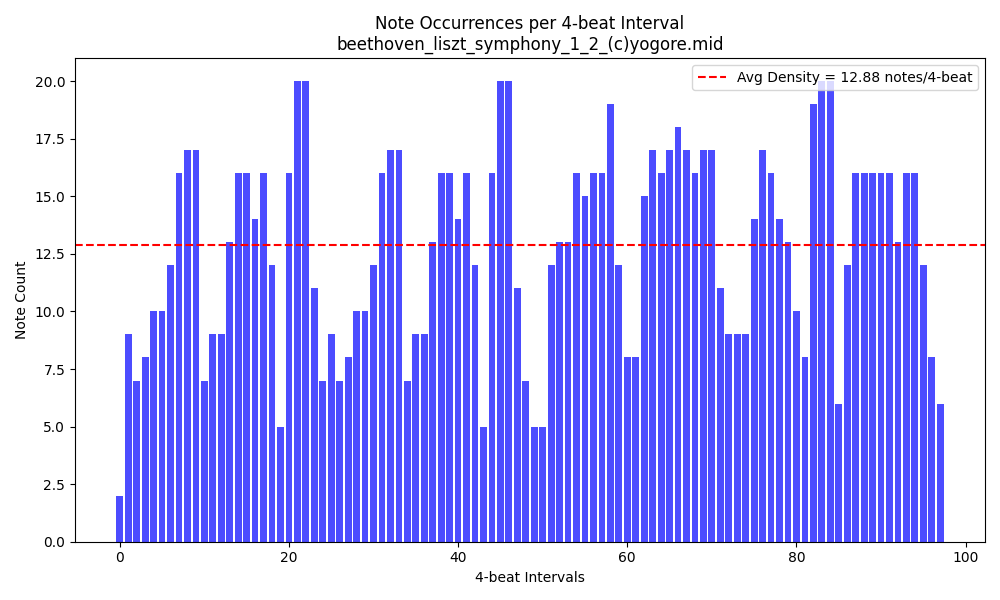 Note Occurrences per 4-beat Interval
beethoven_liszt_symphony_1_2_(c)yogore.mid
Avg Density = 12.88 notes/4-beat
20.0
17.5
15.0
12.5
10.0
7.5
5.0
2.5
0.0
Note Count
0 20 40 60 80 100
4-beat Intervals